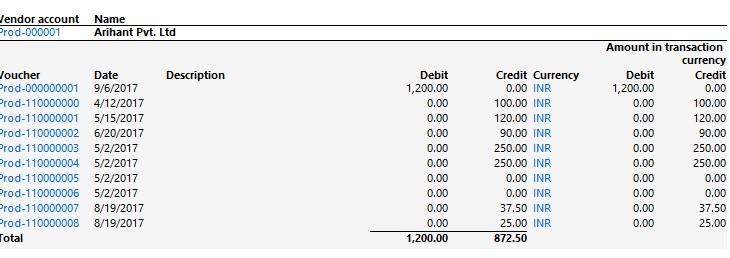 Vendor account Name
Prod-000001 Arihant Pvt. Ltd
Amount in transaction
currency
Voucher Date Description Debit Credit Currency Debit Credit
Prod-000000001 9/6/2017 1,200.00 0.00 INR 1,200.00 0.00
Prod-110000000 4/12/2017 0.00 100.00 INR 0.00 100.00
Prod-110000001 5/15/2017 0.00 120.00 INR 0.00 120.00
Prod-110000002 6/20/2017 0.00 90.00 INR 0.00 90.00
Prod-110000003 5/2/2017 0.00 250.00 INR 0.00 250.00
Prod-110000004 5/2/2017 0.00 250.00 INR 0.00 250.00
Prod-110000005 5/2/2017 0.00 0.00 INR 0.00 0.00
Prod-110000006 5/2/2017 0.00 0.00 INR 0.00 0.00
Prod-110000007 8/19/2017 0.00 37.50 INR 0.00 37.50
Prod-110000008 8/19/2017 0.00 25.00 INR 0.00 25.00
Total 1,200.00 872.50